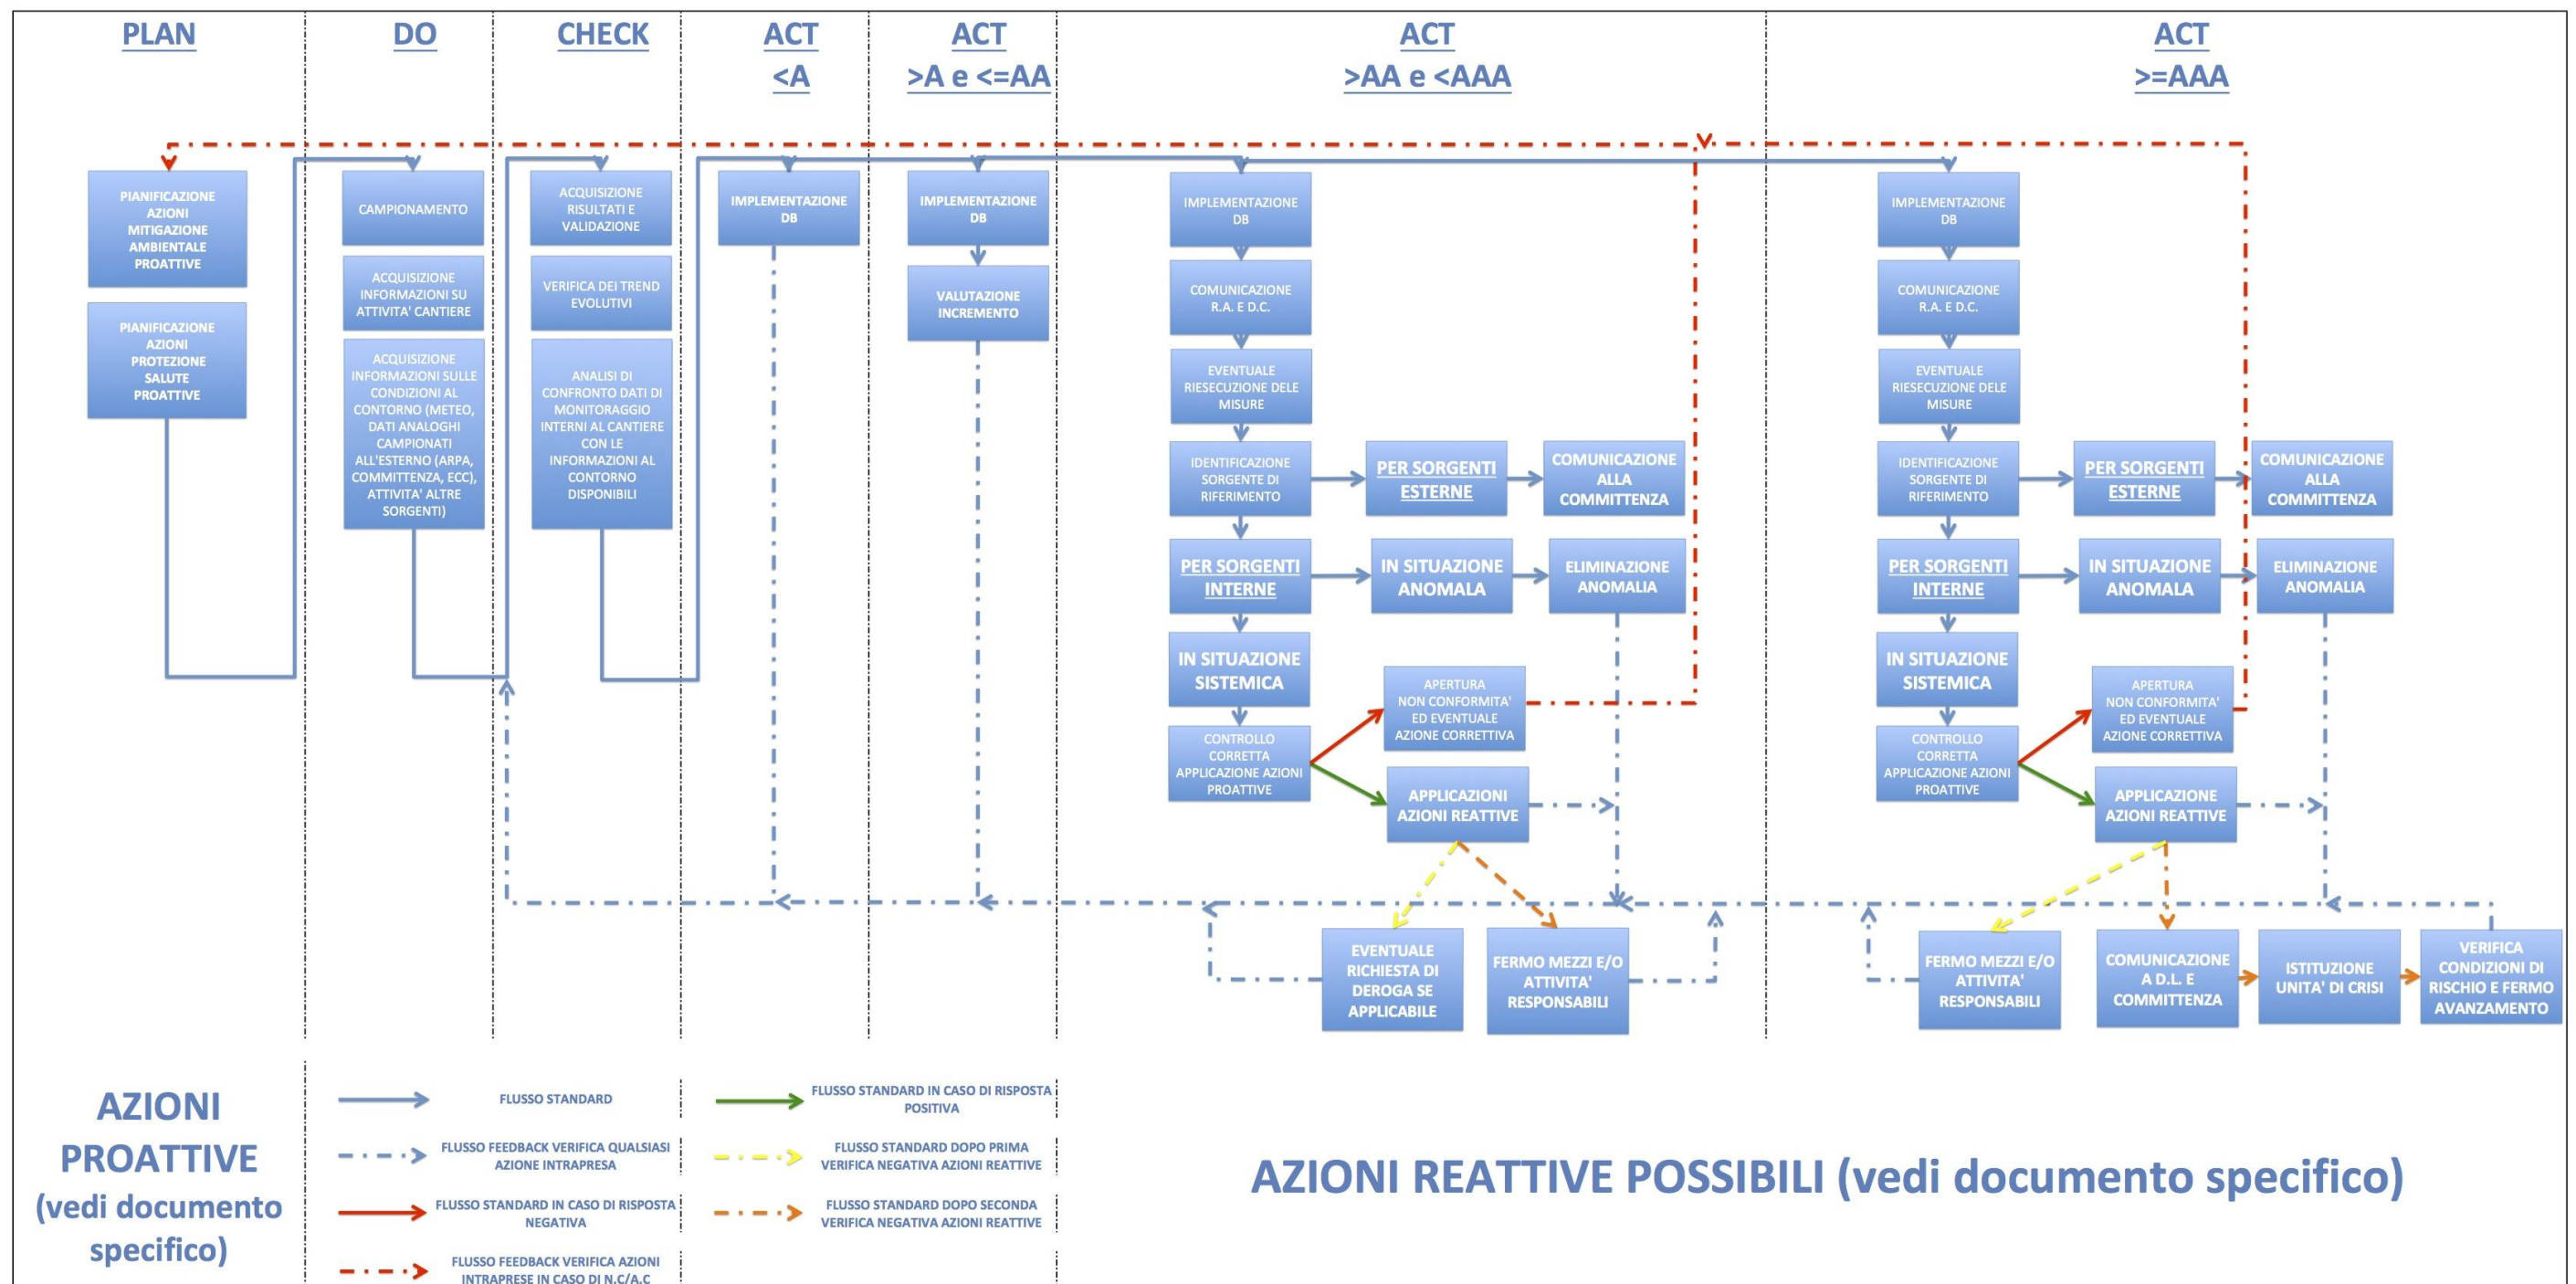 PLAN
DO
CHECK
ACT
<A
ACT
>A e <=AA
ACT
>AA e <AAA
ACT
>=AAA
PIANIFICAZIONE
AZIONI
MITIGAZIONE
AMBIENTALE
PROATTIVE
PIANIFICAZIONE
AZIONI
PROTEZIONE
SALUTE
PROATTIVE
CAMPIONAMENTO
ACQUISIZIONE
INFORMAZIONI SU
ATTIVITA' CANTIERE
ACQUISIZIONE
INFORMAZIONI SULLE
CONDIZIONI AL
CONTORNO (METEO,
DATI ANALOGHI
CAMPIONATI
ALL'ESTERNO (ARPA,
COMMITTENZA, ECC),
ATTIVITA' ALTRE
SORGENTI)
ACQUISIZIONE
RISULTATI E
VALIDAZIONE
VERIFICA DEI TREND
EVOLUTIVI
ANALISI DI
CONFRONTO DATI DI
MONITORAGGIO
INTERNI AL CANTIERE
CON LE
INFORMAZIONI AL
CONTORNO
DISPONIBILI
IMPLEMENTAZIONE
DB
IMPLEMENTAZIONE
DB
VALUTAZIONE
INCREMENTO
IMPLEMENTAZIONE
DB
COMUNICAZIONE
R.A. E D.C.
EVENTUALE
RIESECUZIONE DELE
MISURE
IDENTIFICAZIONE
SORGENTE DI
RIFERIMENTO
PER SORGENTI
ESTERNE
COMUNICAZIONE
ALLA
COMMITTENZA
PER SORGENTI
INTERNE
IN SITUAZIONE
ANOMALA
ELIMINAZIONE
ANOMALIA
IN SITUAZIONE
SISTEMICA
APERTURA
NON CONFORMITA'
ED EVENTUALE
AZIONE CORRETTIVA
CONTROLLO
CORRETTA
APPLICAZIONE AZIONI
PROATTIVE
APPLICAZIONI
AZIONI REATTIVE
EVENTUALE
RICHIESTA DI
DEROGA SE
APPLICABILE
FERMO MEZZI E/O
ATTIVITA'
RESPONSABILI
IMPLEMENTAZIONE
DB
COMUNICAZIONE
R.A. E D.C.
EVENTUALE
RIESECUZIONE DELE
MISURE
IDENTIFICAZIONE
SORGENTE DI
RIFERIMENTO
PER SORGENTI
ESTERNE
COMUNICAZIONE
ALLA
COMMITTENZA
PER SORGENTI
INTERNE
IN SITUAZIONE
ANOMALA
ELIMINAZIONE
ANOMALIA
IN SITUAZIONE
SISTEMICA
APERTURA
NON CONFORMITA'
ED EVENTUALE
AZIONE CORRETTIVA
CONTROLLO
CORRETTA
APPLICAZIONE AZIONI
PROATTIVE
APPLICAZIONE
AZIONI REATTIVE
FERMO MEZZI E/O
ATTIVITA'
RESPONSABILI
COMUNICAZIONE
A D.L. E
COMMITTENZA
ISTITUZIONE
UNITA' DI CRISI
VERIFICA
CONDIZIONI DI
RISCHIO E FERMO
AVANZAMENTO
AZIONI
PROATTIVE
(vedi documento
specifico)
FLUSSO STANDARD
FLUSSO FEEDBACK VERIFICA QUALSIASI
AZIONE INTRAPRESA
FLUSSO STANDARD IN CASO DI RISPOSTA
NEGATIVA
FLUSSO FEEDBACK VERIFICA AZIONI
INTRAPRESE IN CASO DI N.C/A.C
FLUSSO STANDARD IN CASO DI RISPOSTA
POSITIVA
FLUSSO STANDARD DOPO PRIMA
VERIFICA NEGATIVA AZIONI REATTIVE
FLUSSO STANDARD DOPO SECONDA
VERIFICA NEGATIVA AZIONI REATTIVE
AZIONI REATTIVE POSSIBILI (vedi documento specifico)